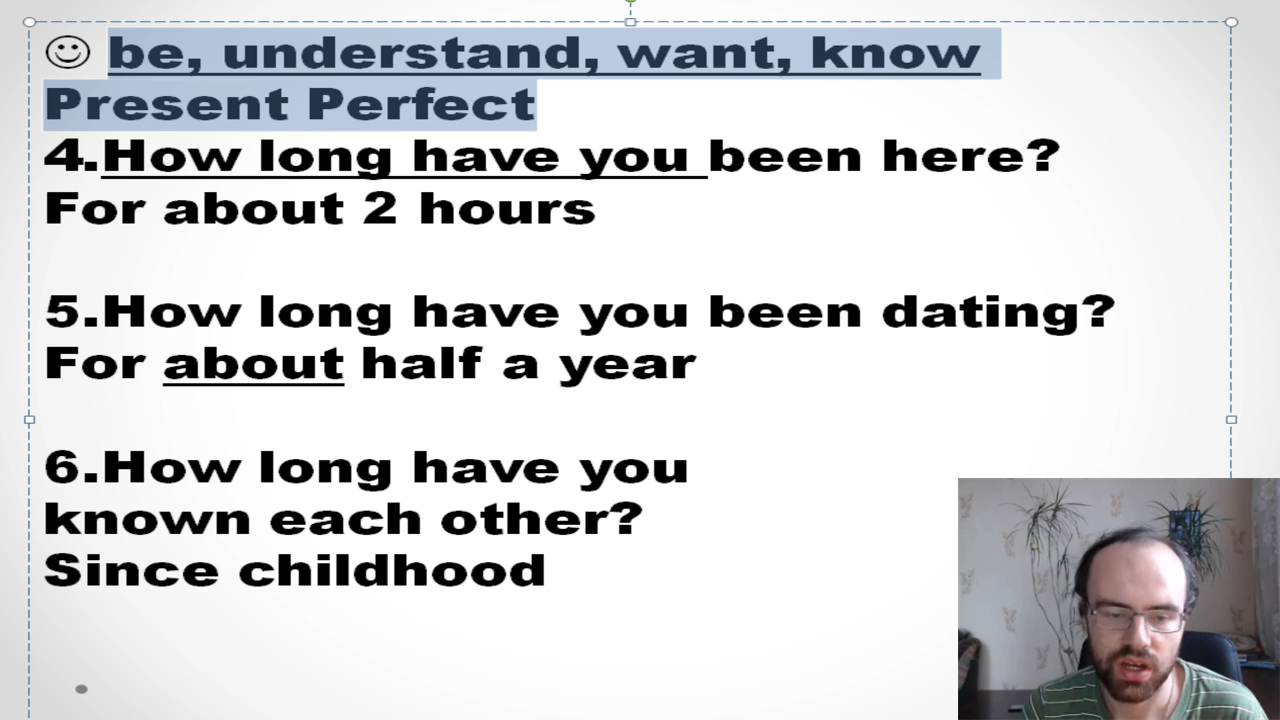 ☺ be, understand, want, know
Present Perfect
4.How long have you been here?
For about 2 hours
5.How long have you been dating?
For about half a year
6.How long have you
known each other?
Since childhood